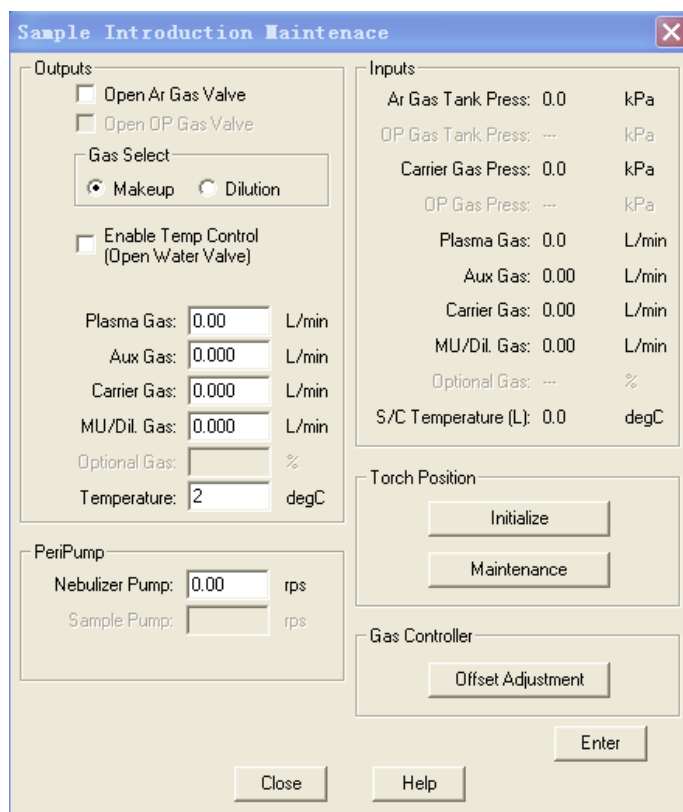 Sample Introduction Maintenace
Outputs
Open Ar Gas Valve
Open OP Gas Valve
Gas Select
Makeup Dilution
Enable Temp Control
(Open Water Valve)
Plasma Gas: 0.00 L/min
Aux Gas: 0.000 L/min
Carrier Gas: 0.000 L/min
MU/Dil. Gas: 0.000 L/min
Optional Gas: %
Temperature: 2 degC
PeriPump
Nebulizer Pump: 0.00 rps
Sample Pump: rps
Inputs
Ar Gas Tank Press: 0.0 kPa
OP Gas Tank Press: --- kPa
Carrier Gas Press: 0.0 kPa
OP Gas Press: --- kPa
Plasma Gas: 0.0 L/min
Aux Gas: 0.00 L/min
Carrier Gas: 0.00 L/min
MU/Dil. Gas: 0.00 L/min
Optional Gas: --- %
S/C Temperature (L): 0.0 degC
Torch Position
Initialize
Maintenance
Gas Controller
Offset Adjustment
Enter
Close Help